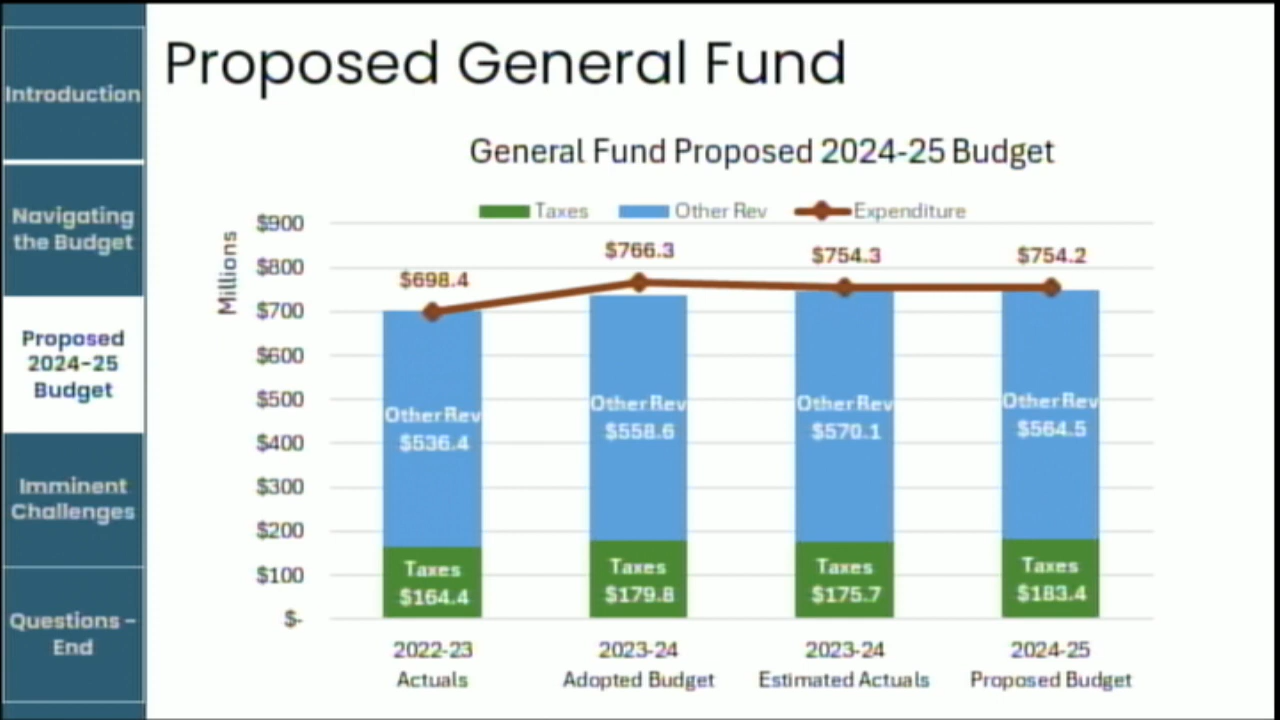 Introduction
Navigating
the Budget
Proposed
2024-25
Budget
Imminent
Challenges
Questions –
End
Proposed General Fund
General Fund Proposed 2024-25 Budget
Taxes Other Rev Expenditure
Millions
$900
$800
$700
$600
$500
$400
$300
$200
$100
$-
$698.4 $766.3 $754.3 $754.2
OtherRev OtherRev OtherRev OtherRev
$536.4 $558.6 $570.1 $564.5
Taxes Taxes Taxes Taxes
$164.4 $179.8 $175.7 $183.4
2022-23 2023-24 2023-24 2024-25
Actuals Adopted Budget Estimated Actuals Proposed Budget